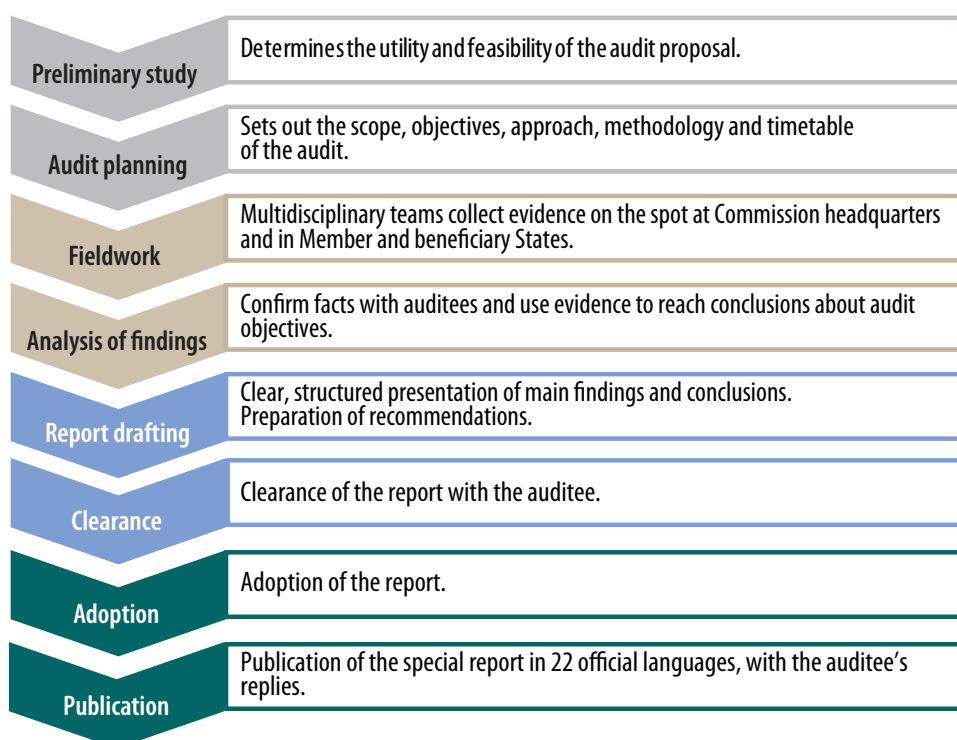 Preliminary study
Determines the utility and feasibility of the audit proposal.
Audit planning
Sets out the scope, objectives, approach, methodology and timetable
of the audit.
Fieldwork
Multidisciplinary teams collect evidence on the spot at Commission headquarters
and in Member and beneficiary States.
Analysis of findings
Confirm facts with auditees and use evidence to reach conclusions about audit
objectives.
Report drafting
Clear, structured presentation of main findings and conclusions.
Preparation of recommendations.
Clearance
Clearance of the report with the auditee.
Adoption
Adoption of the report.
Publication
Publication of the special report in 22 official languages, with the auditee's
replies.